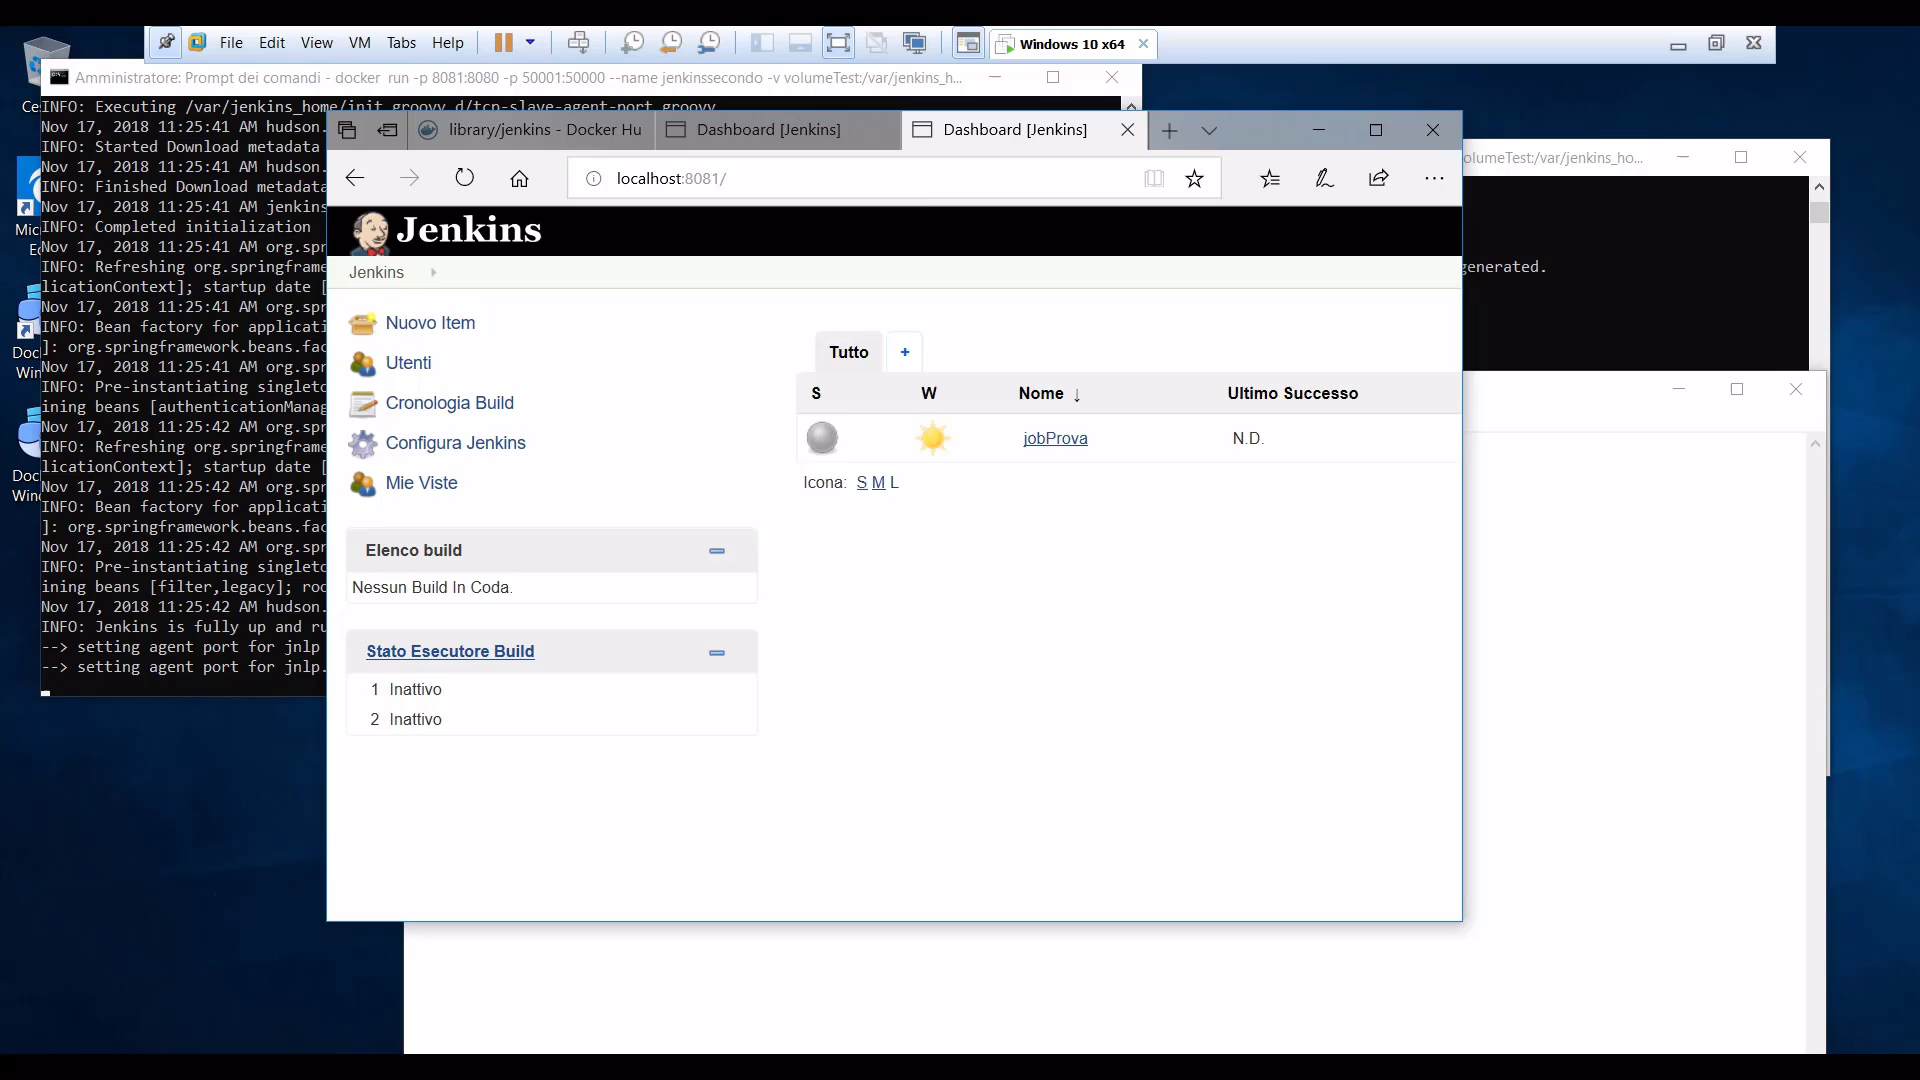 File Edit View VM Tabs Help
Windows 10 x64
Amministratore: Prompt dei comandi - docker run -p 8081:8080 -p 50001:50000 --name jenkinssecondo -v volumeTest:/var/jenkins_h...
INFO: Executing /var/jenkins_home/init.groovy.d/tcp-slave-agent-port.groovy
Nov 17, 2018 11:25:41 AM hudson.
INFO: Started Download metadata
Nov 17, 2018 11:25:41 AM hudson.
INFO: Finished Download metadata
Nov 17, 2018 11:25:41 AM jenkins
INFO: Completed initialization
Nov 17, 2018 11:25:41 AM org.spr
INFO: Refreshing org.springframe
licationContext]; startup date [
Nov 17, 2018 11:25:41 AM org.spr
INFO: Bean factory for applicati
]: org.springframework.beans.fac
Nov 17, 2018 11:25:41 AM org.spr
INFO: Pre-instantiating singleto
ining beans [authenticationManag
Nov 17, 2018 11:25:42 AM org.spr
INFO: Refreshing org.springframe
licationContext]; startup date [
Nov 17, 2018 11:25:42 AM org.spr
INFO: Bean factory for applicati
]: org.springframework.beans.fac
Nov 17, 2018 11:25:42 AM org.spr
INFO: Pre-instantiating singleto
ining beans [filter,legacy]; roo
Nov 17, 2018 11:25:42 AM hudson.
INFO: Jenkins is fully up and ru
--> setting agent port for jnlp
--> setting agent port for jnlp.
library/jenkins - Docker Hu
Dashboard [Jenkins]
Dashboard [Jenkins]
localhost:8081/
olumeTest:/var/jenkins_ho...
generated.
Jenkins
Jenkins
Nuovo Item
Utenti
Cronologia Build
Configura Jenkins
Mie Viste
Tutto +
S W Nome ↓ Ultimo Successo
jobProva N.D.
Icona: S M L
Elenco build
Nessun Build In Coda.
Stato Esecutore Build
1 Inattivo
2 Inattivo